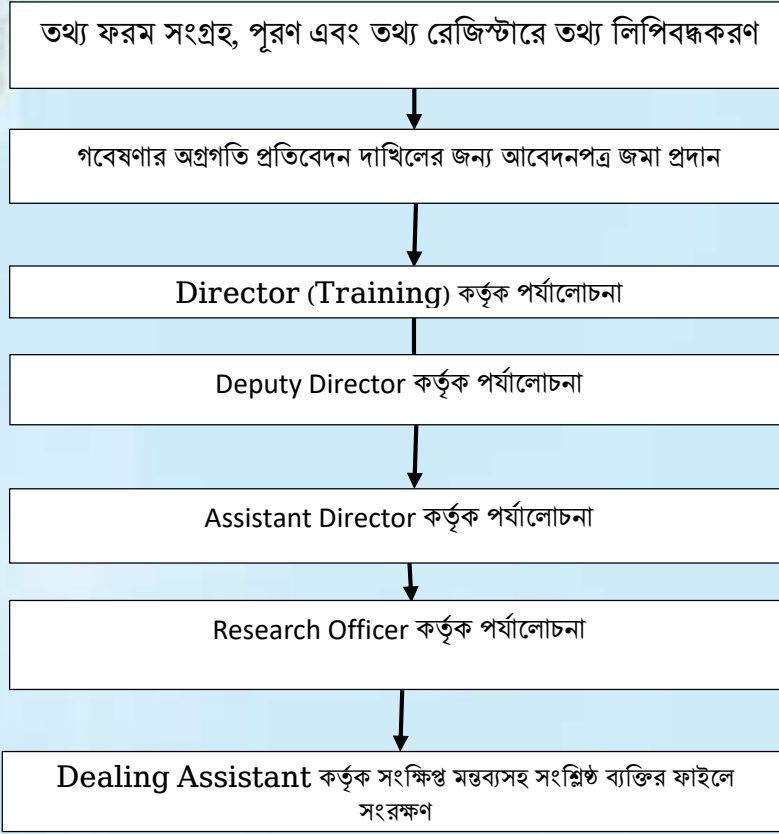 তথ্য ফরম সংগ্রহ, পূরণ এবং তথ্য রেজিস্টারে তথ্য লিপিবদ্ধকরণ
গবেষণার অগ্রগতি প্রতিবেদন দাখিলের জন্য আবেদনপত্র জমা প্রদান
Director (Training) কর্তৃক পর্যালোচনা
Deputy Director কর্তৃক পর্যালোচনা
Assistant Director কর্তৃক পর্যালোচনা
Research Officer কর্তৃক পর্যালোচনা
Dealing Assistant কর্তৃক সংক্ষিপ্ত মন্তব্যসহ সংশ্লিষ্ঠ ব্যক্তির ফাইলে
সংরক্ষণ